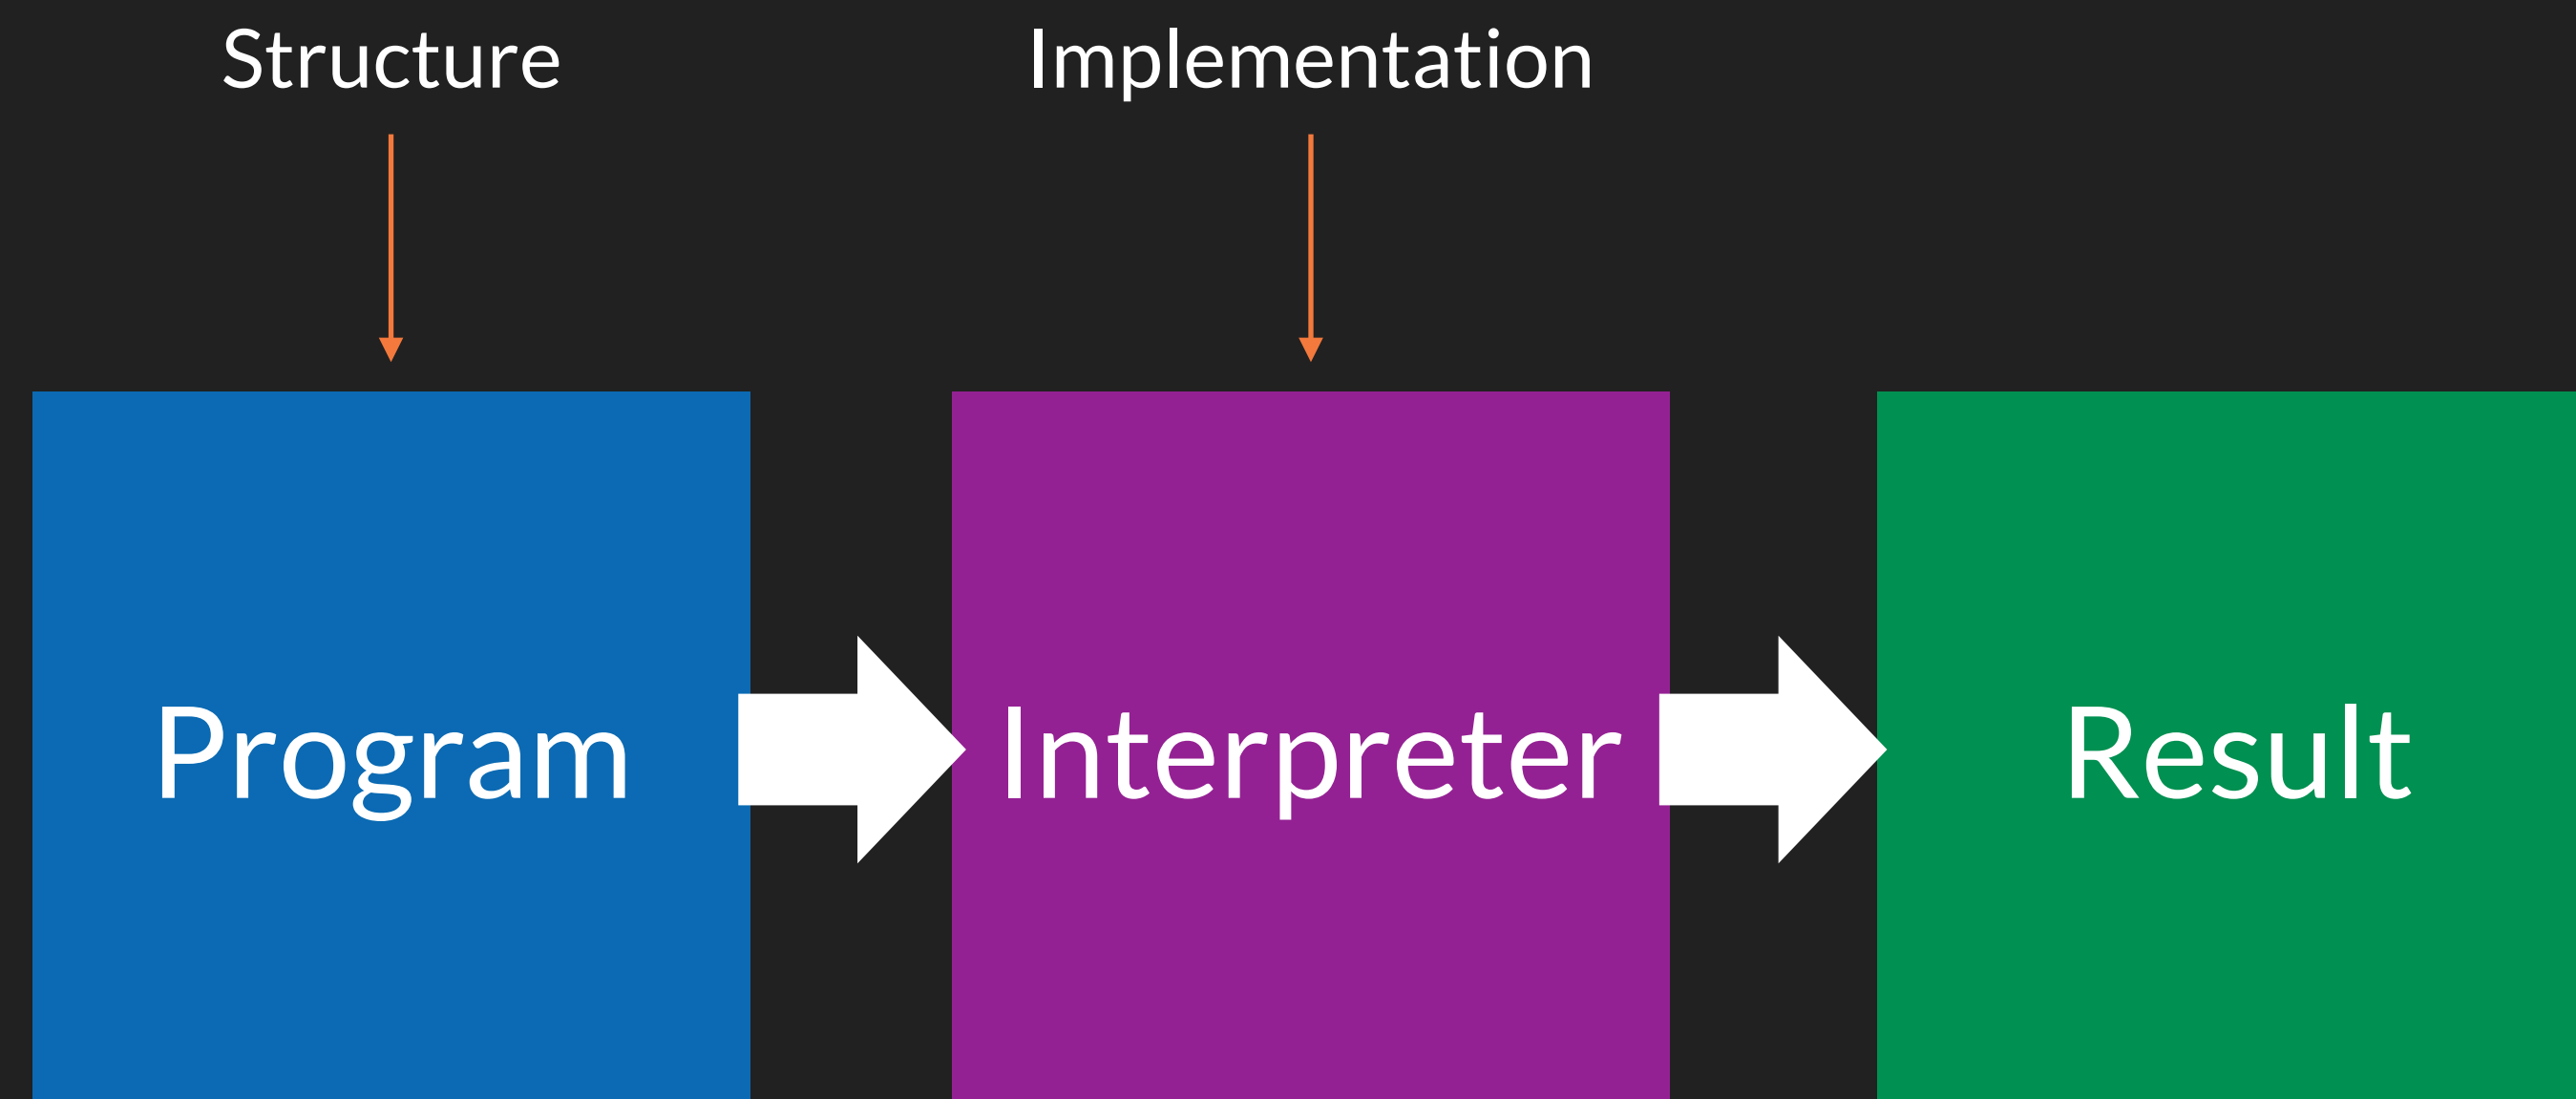 Structure
Implementation
Program
Interpreter
Result